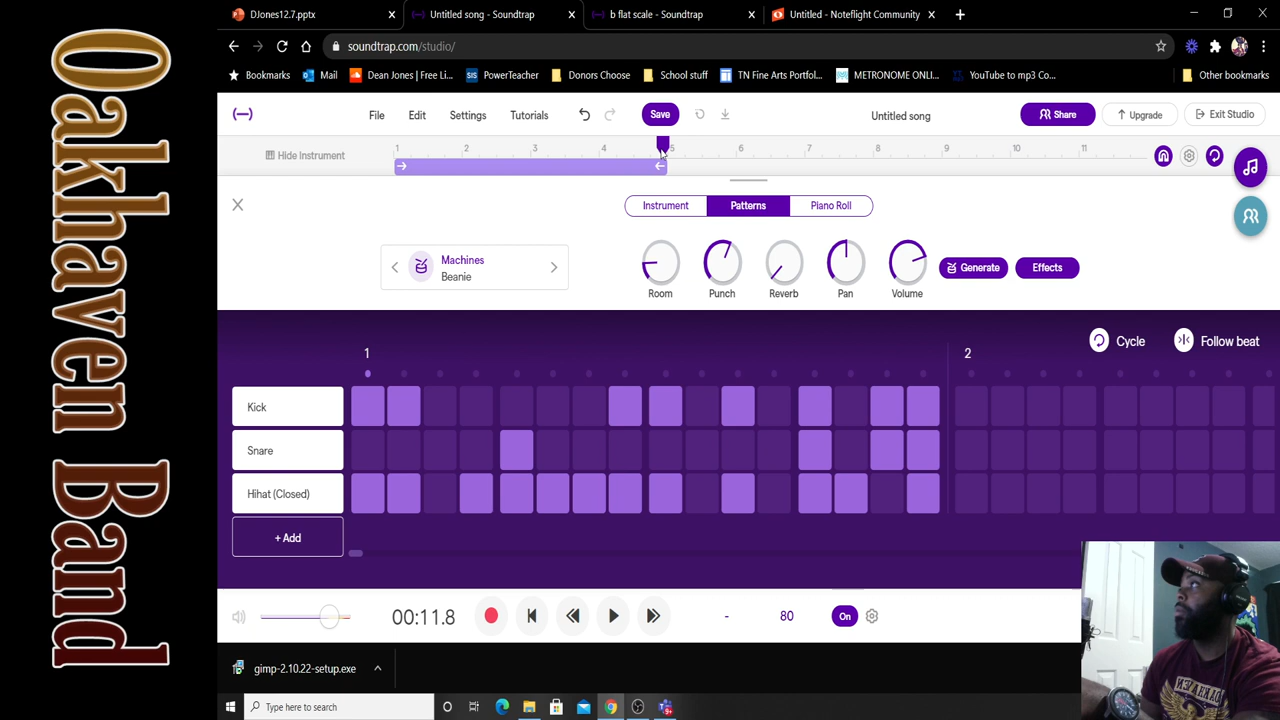 Oakhaven Band
DJones12.7.pptx
Untitled song - Soundtrap
b flat scale - Soundtrap
Untitled - Noteflight Community
soundtrap.com/studio/
Bookmarks
Mail
Dean Jones | Free Li...
PowerTeacher
Donors Choose
School stuff
TN Fine Arts Portfol...
METRONOME ONLI...
YouTube to mp3 Co...
Other bookmarks
File
Edit
Settings
Tutorials
Save
Untitled song
Share
Upgrade
Exit Studio
Hide Instrument
1 2 3 4 5 6 7 8 9 10 11
Instrument
Patterns
Piano Roll
Machines
Beanie
Room
Punch
Reverb
Pan
Volume
Generate
Effects
Cycle
Follow beat
1 2
Kick
Snare
Hihat (Closed)
+ Add
00:11.8
-
80
On
gimp-2.10.22-setup.exe
Type here to search